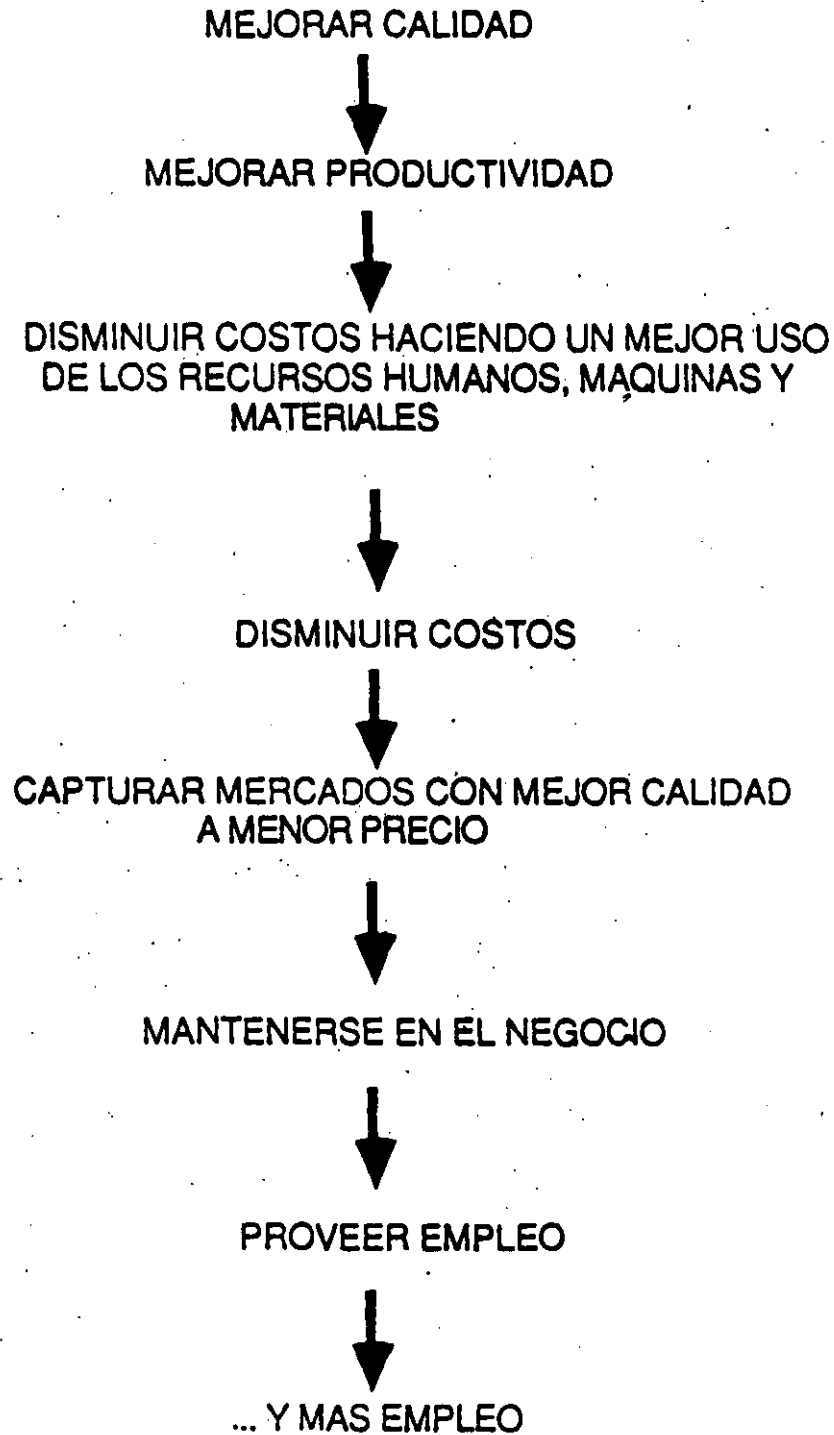 MEJORAR CALIDAD
MEJORAR PRODUCTIVIDAD
DISMINUIR COSTOS HACIENDO UN MEJOR USO
DE LOS RECURSOS HUMANOS, MAQUINAS Y
MATERIALES
DISMINUIR COSTOS
CAPTURAR MERCADOS CON MEJOR CALIDAD
A MENOR PRECIO
MANTENERSE EN EL NEGOCIO
PROVEER EMPLEO
... Y MAS EMPLEO